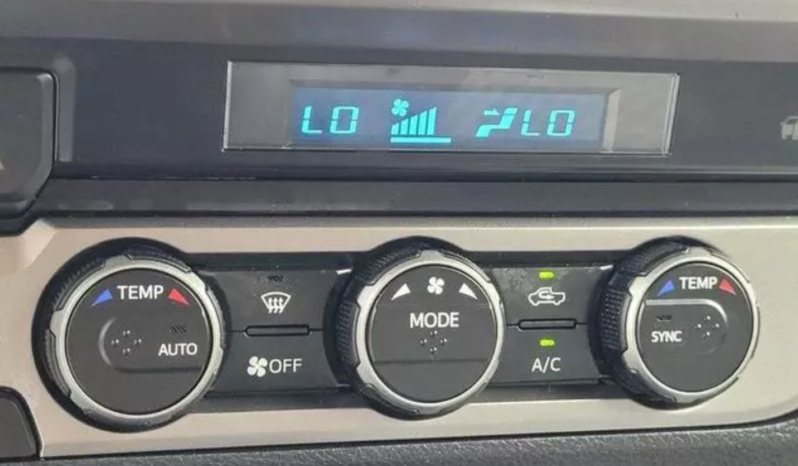 LO LO
TEMP
AUTO
OFF
MODE
A/C
TEMP
SYNC